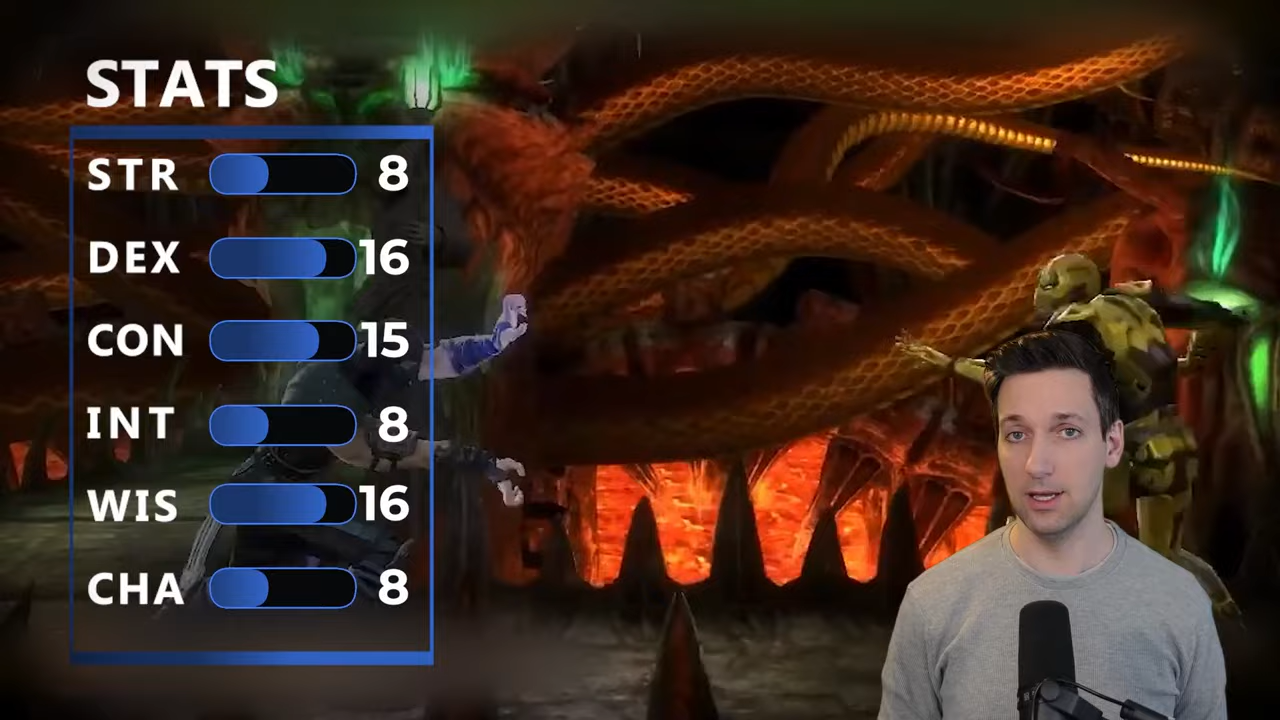 STATS
STR 8
DEX 16
CON 15
INT 8
WIS 16
CHA 8